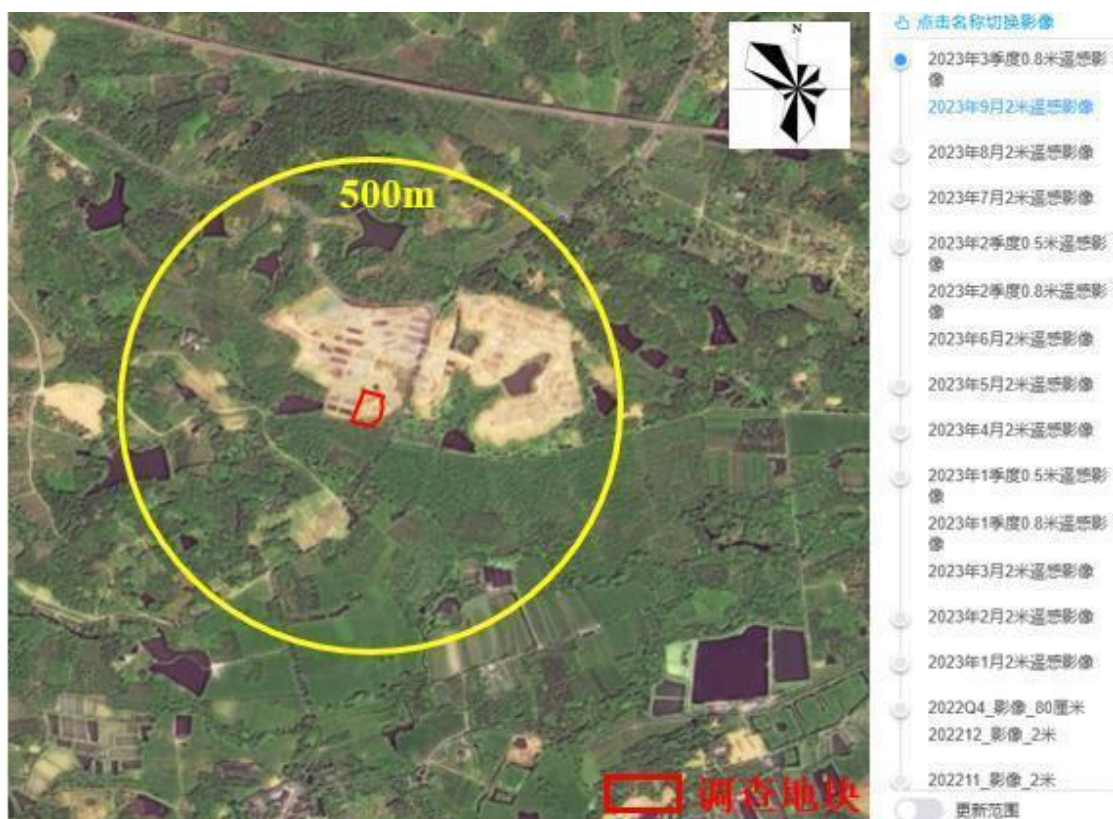 N
500m
调查地块
点击名称切换影像
2023年3季度0.8米遥感影
像
2023年9月2米遥感影像
2023年8月2米遥感影像
2023年7月2米遥感影像
2023年2季度0.5米遥感影
像
2023年2季度0.8米遥感影
像
2023年6月2米遥感影像
2023年5月2米遥感影像
2023年4月2米遥感影像
2023年1季度0.5米遥感影
像
2023年1季度0.8米遥感影
像
2023年3月2米遥感影像
2023年2月2米遥感影像
2023年1月2米遥感影像
2022Q4_影像_80厘米
202212_影像_2米
202211_影像_2米
更新范围